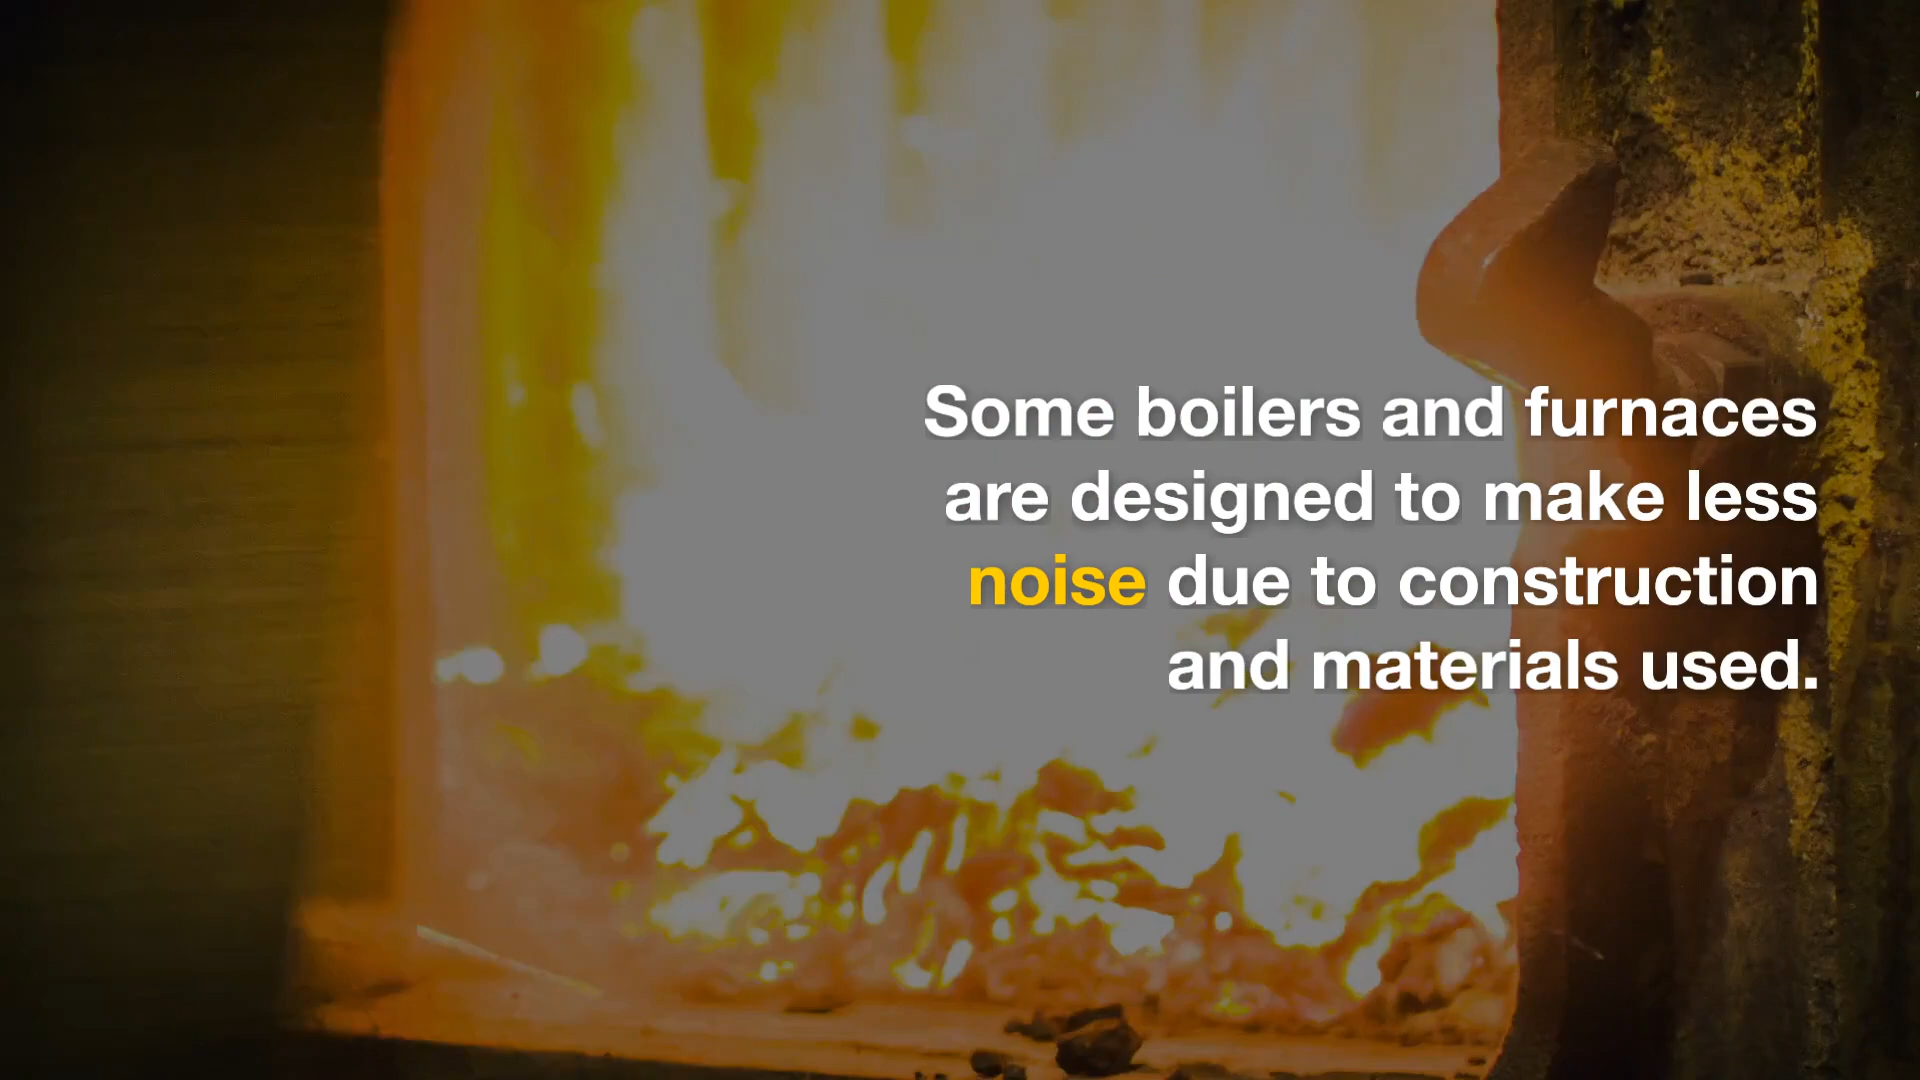 Some boilers and furnaces
are designed to make less
noise due to construction
and materials used.